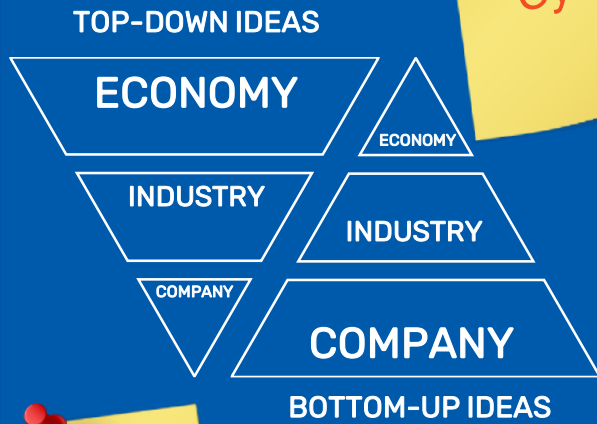 TOP-DOWN IDEAS
ECONOMY
INDUSTRY
COMPANY
ECONOMY
INDUSTRY
COMPANY
BOTTOM-UP IDEAS